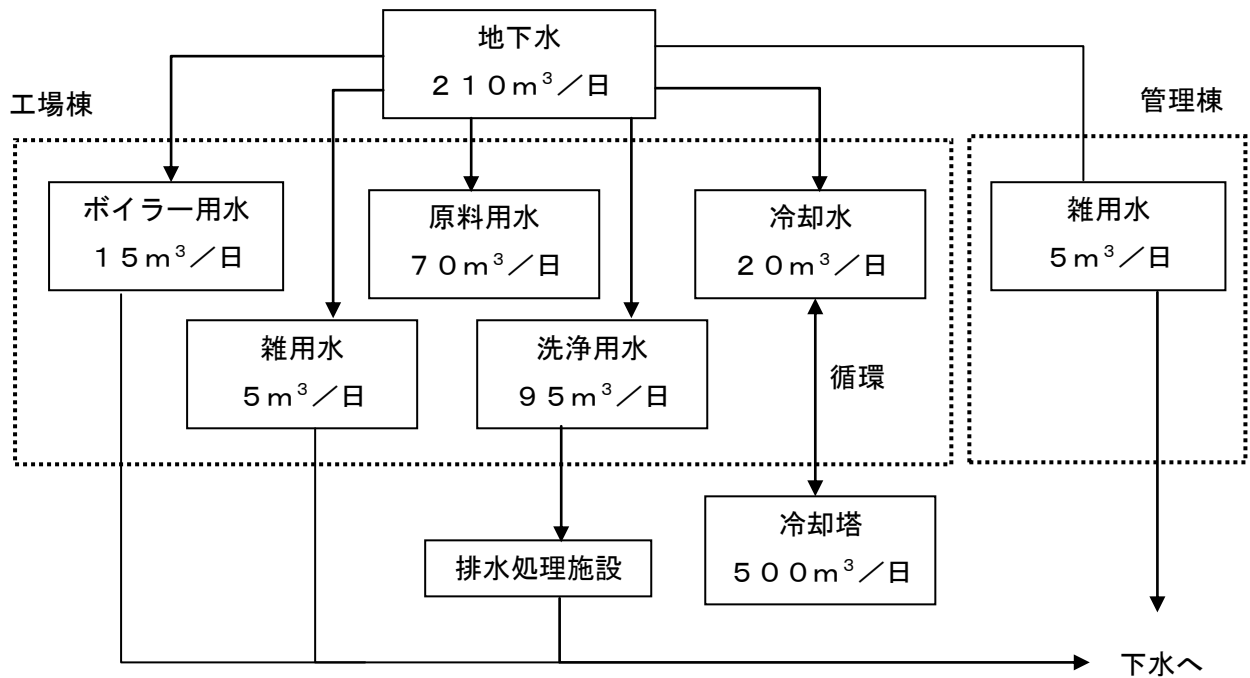 地下水
２１０ｍ³／日
工場棟
管理棟
ボイラー用水
１５ｍ³／日
原料用水
７０ｍ³／日
冷却水
２０ｍ³／日
雑用水
５ｍ³／日
雑用水
５ｍ³／日
洗浄用水
９５ｍ³／日
循環
冷却塔
５００ｍ³／日
排水処理施設
下水へ